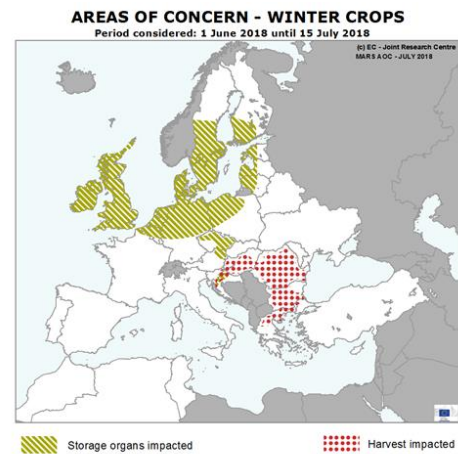 AREAS OF CONCERN - WINTER CROPS
Period considered: 1 June 2018 until 15 July 2018
(c) EC - Joint Research Centre
MARS AOC - JULY 2018
Storage organs impacted
Harvest impacted